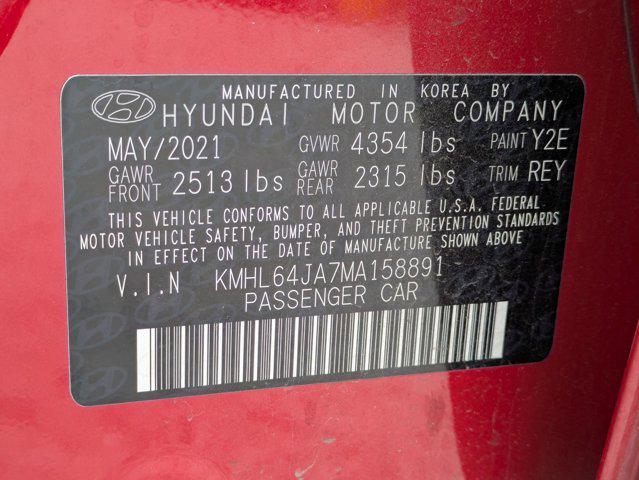 MANUFACTURED IN KOREA BY
HYUNDAI MOTOR COMPANY
MAY/2021 GVWR 4354 lbs PAINT Y2E
GAWR FRONT 2513 lbs GAWR REAR 2315 lbs TRIM REY
THIS VEHICLE CONFORMS TO ALL APPLICABLE U.S.A. FEDERAL
MOTOR VEHICLE SAFETY, BUMPER, AND THEFT PREVENTION STANDARDS
IN EFFECT ON THE DATE OF MANUFACTURE SHOWN ABOVE
V.I.N KMHL64JA7MA158891
PASSENGER CAR